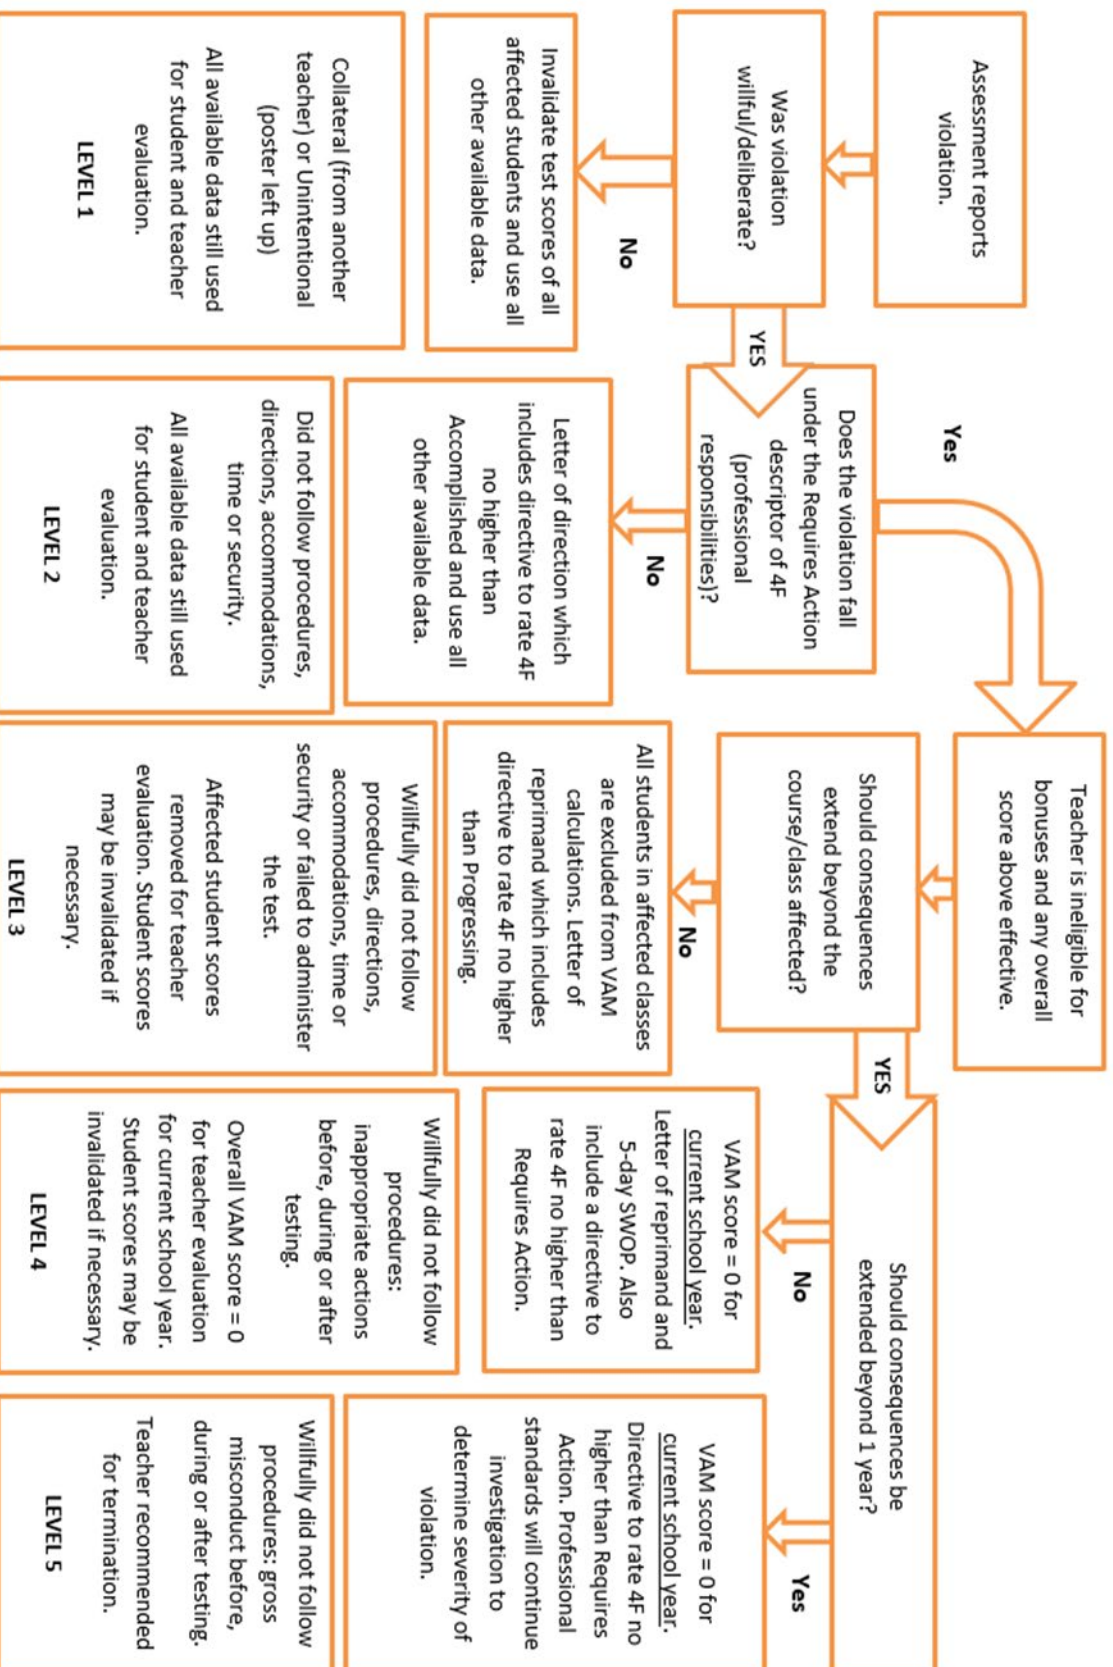 Assessment reports
violation.
Was violation
willful/deliberate?
No
Invalidate test scores of all
affected students and use all
other available data.
Collateral (from another
teacher) or Unintentional
(poster left up)
All available data still used
for student and teacher
evaluation.
LEVEL 1
YES
Does the violation fall
under the Requires Action
descriptor of 4F
(professional
responsibilities)?
No
Letter of direction which
includes directive to rate 4F
no higher than
Accomplished and use all
other available data.
Did not follow procedures,
directions, accommodations,
time or security.
All available data still used
for student and teacher
evaluation.
LEVEL 2
Yes
Teacher is ineligible for
bonuses and any overall
score above effective.
Should consequences
extend beyond the
course/class affected?
No
All students in affected classes
are excluded from VAM
calculations. Letter of
reprimand which includes
directive to rate 4F no higher
than Progressing.
Willfully did not follow
procedures, directions,
accommodations, time or
security or failed to administer
the test.
Affected student scores
removed for teacher
evaluation. Student scores
may be invalidated if
necessary.
LEVEL 3
YES
Should consequences be
extended beyond 1 year?
No
VAM score = 0 for
current school year.
Letter of reprimand and
5-day SWOP. Also
include a directive to
rate 4F no higher than
Requires Action.
Willfully did not follow
procedures:
inappropriate actions
before, during or after
testing.
Overall VAM score = 0
for teacher evaluation
for current school year.
Student scores may be
invalidated if necessary.
LEVEL 4
Yes
VAM score = 0 for
current school year.
Directive to rate 4F no
higher than Requires
Action. Professional
standards will continue
investigation to
determine severity of
violation.
Willfully did not follow
procedures: gross
misconduct before,
during or after testing.
Teacher recommended
for termination.
LEVEL 5